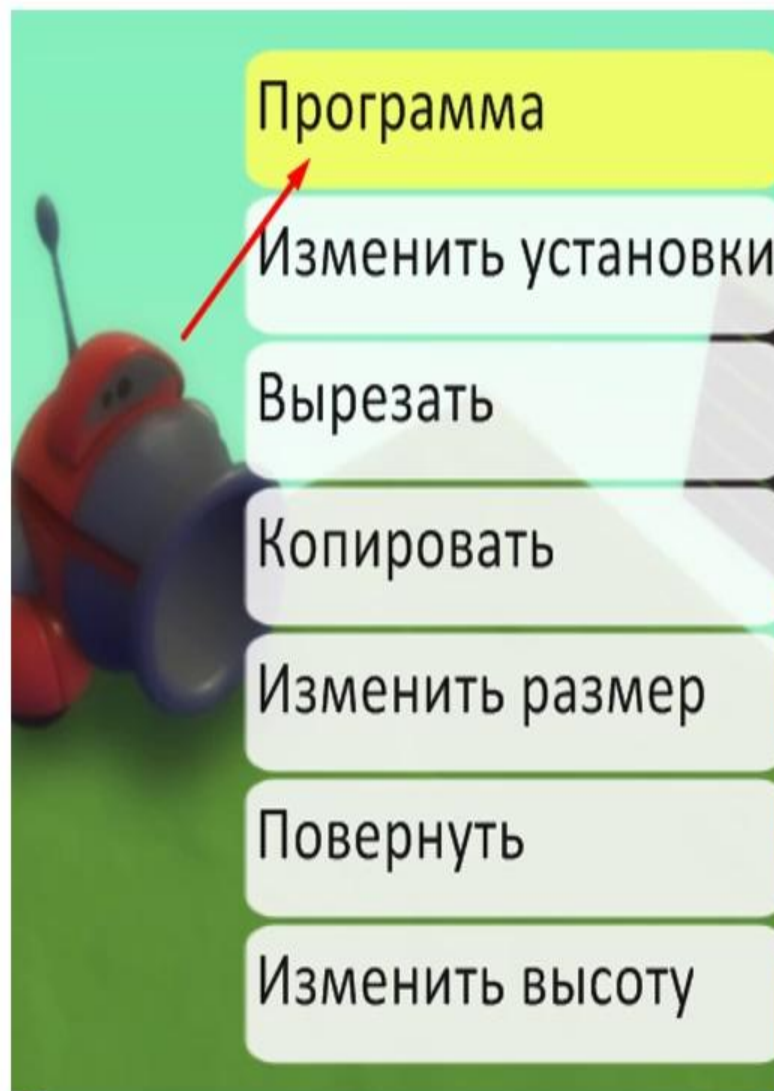 Программа
Изменить установки
Вырезать
Копировать
Изменить размер
Повернуть
Изменить высоту